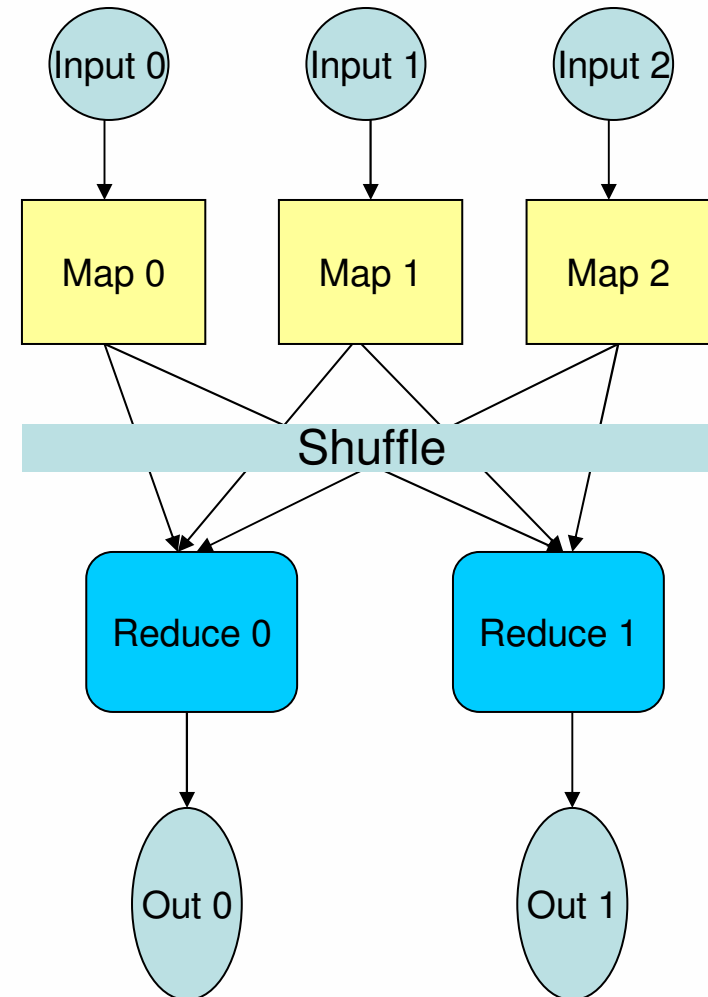 Input 0
Input 1
Input 2
Map 0
Map 1
Map 2
Shuffle
Reduce 0
Reduce 1
Out 0
Out 1